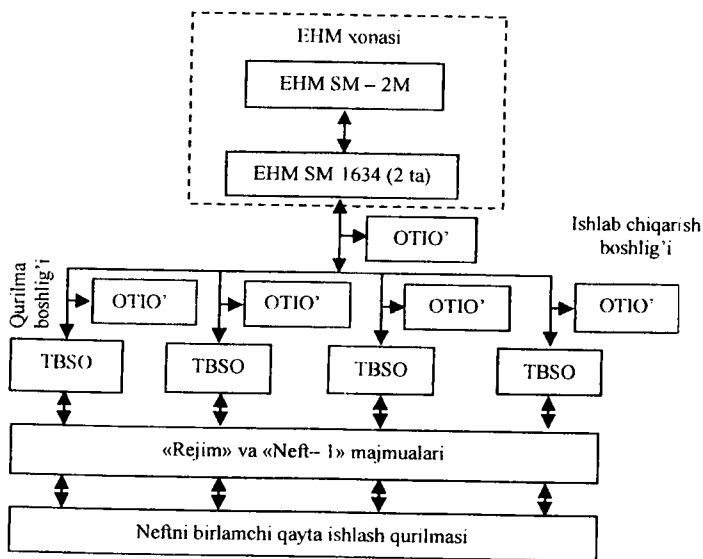 EHM xonasi
EHM SM – 2M
EHM SM 1634 (2 ta)
OTIO’
Ishlab chiqarish
boshlig’i
Qurilma
boshlig’i
OTIO’
OTIO’
OTIO’
OTIO’
TBSO
TBSO
TBSO
TBSO
«Rejim» va «Neft– 1» majmualari
Neftni birlamchi qayta ishlash qurilmasi